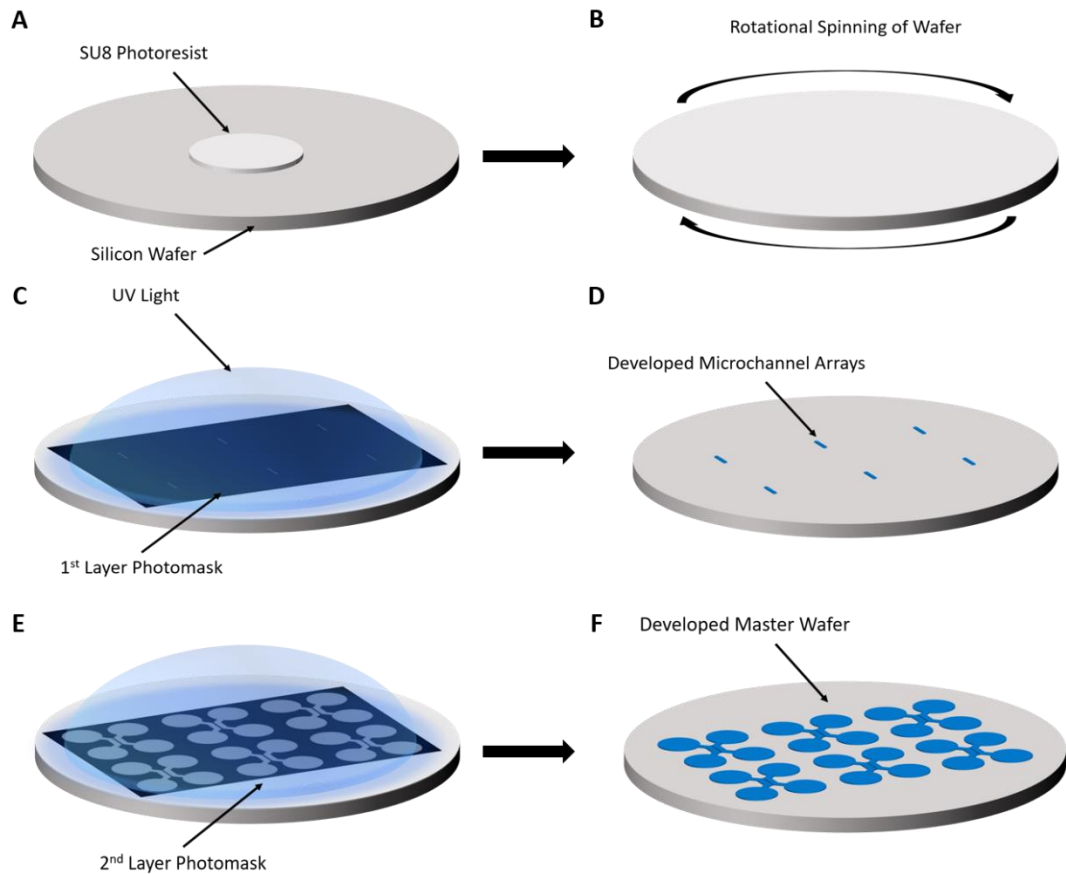 A
SU8 Photoresist
Silicon Wafer
B
Rotational Spinning of Wafer
C
UV Light
1st Layer Photomask
D
Developed Microchannel Arrays
E
2nd Layer Photomask
F
Developed Master Wafer